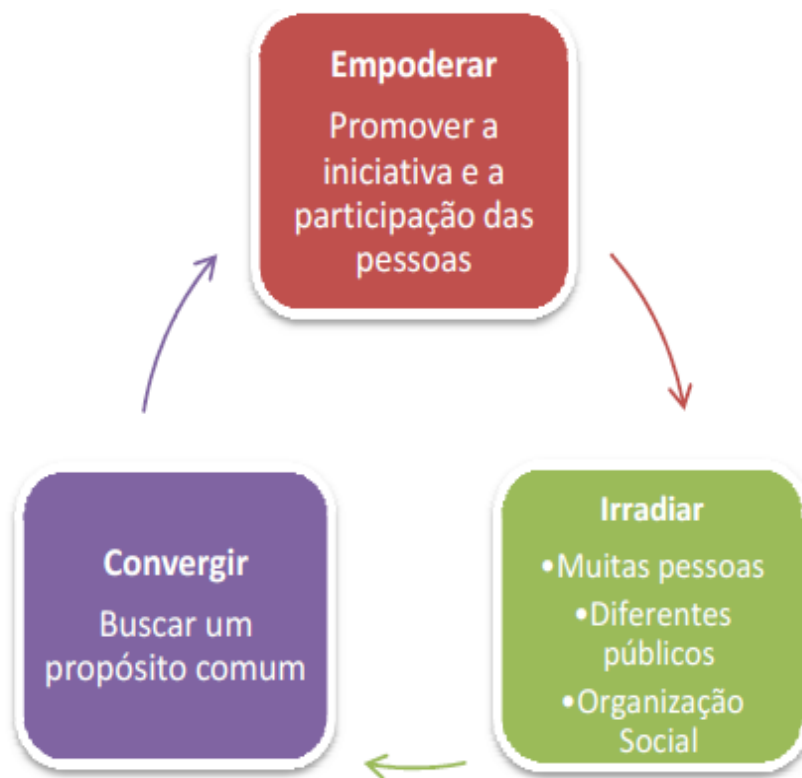 Empoderar
Promover a
iniciativa e a
participação das
pessoas
Irradiar
•Muitas pessoas
•Diferentes
públicos
•Organização
Social
Convergir
Buscar um
propósito comum